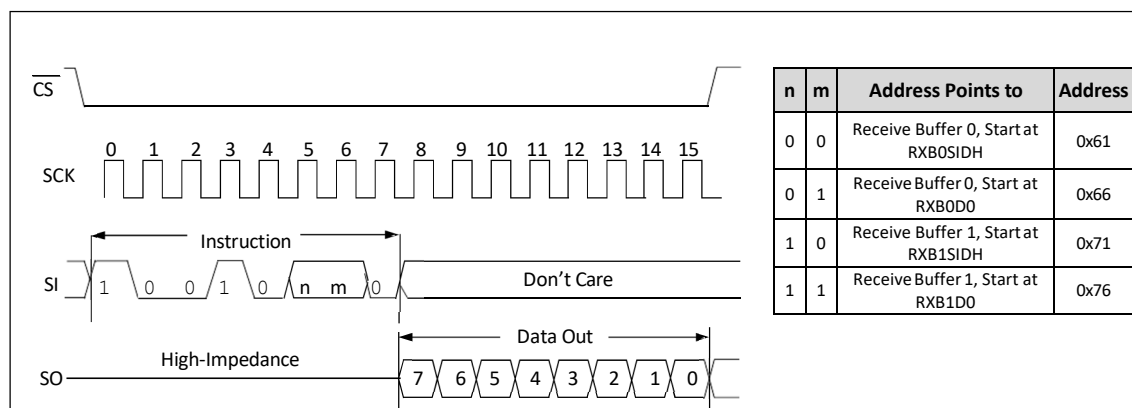 CS
SCK
0 1 2 3 4 5 6 7 8 9 10 11 12 13 14 15
Instruction
SI
1 0 0 1 0 n m 0
Don't Care
Data Out
High-Impedance
SO
7 6 5 4 3 2 1 0
n m Address Points to Address
0 0 Receive Buffer 0, Start at RXB0SIDH 0x61
0 1 Receive Buffer 0, Start at RXB0D0 0x66
1 0 Receive Buffer 1, Start at RXB1SIDH 0x71
1 1 Receive Buffer 1, Start at RXB1D0 0x76